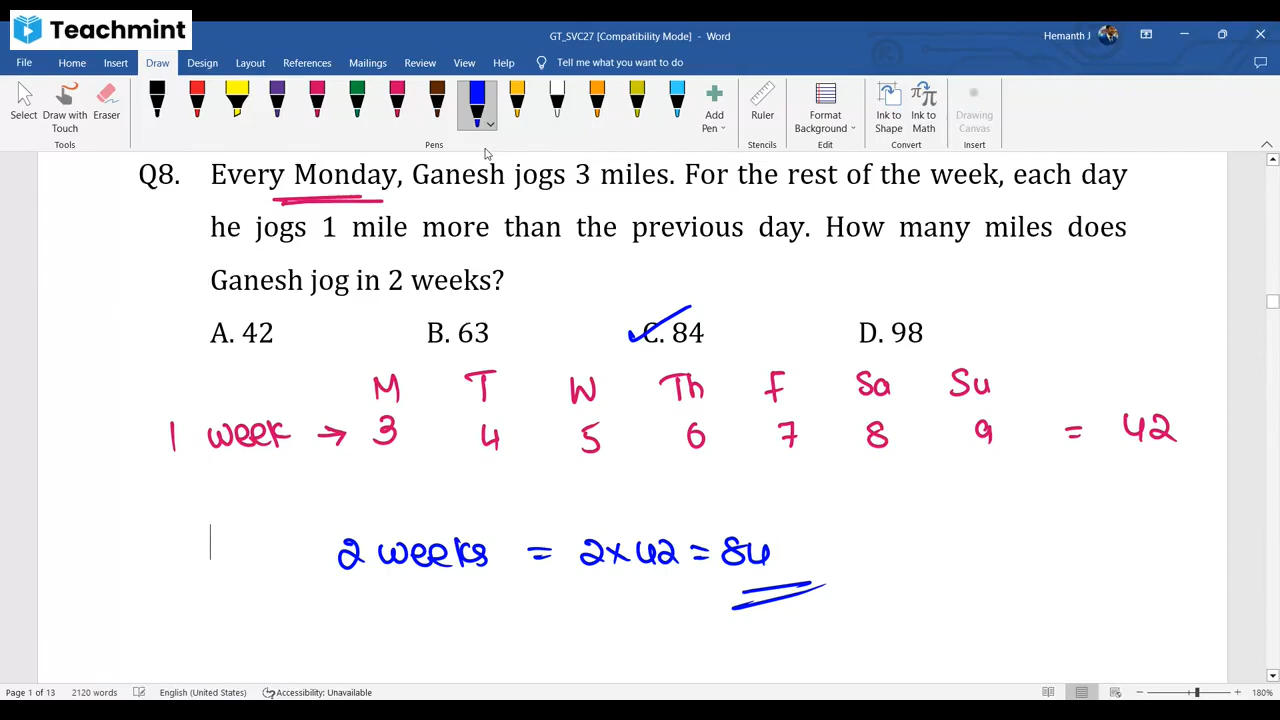 Teachmint
GT_SVC27 [Compatibility Mode] - Word
Hemanth J
File Home Insert Draw Design Layout References Mailings Review View Help Tell me what you want to do
Select Draw with Touch Eraser Add Pen Ruler Format Background Ink to Shape Ink to Math Drawing Canvas
Tools Pens Stencils Edit Convert Insert
Q8. Every Monday, Ganesh jogs 3 miles. For the rest of the week, each day
he jogs 1 mile more than the previous day. How many miles does
Ganesh jog in 2 weeks?
A. 42 B. 63 C. 84 D. 98
M T W Th F Sa Su
1 week → 3 4 5 6 7 8 9 = 42
2 weeks = 2×42 = 84
Page 1 of 13 2120 words English (United States) Accessibility: Unavailable 180%